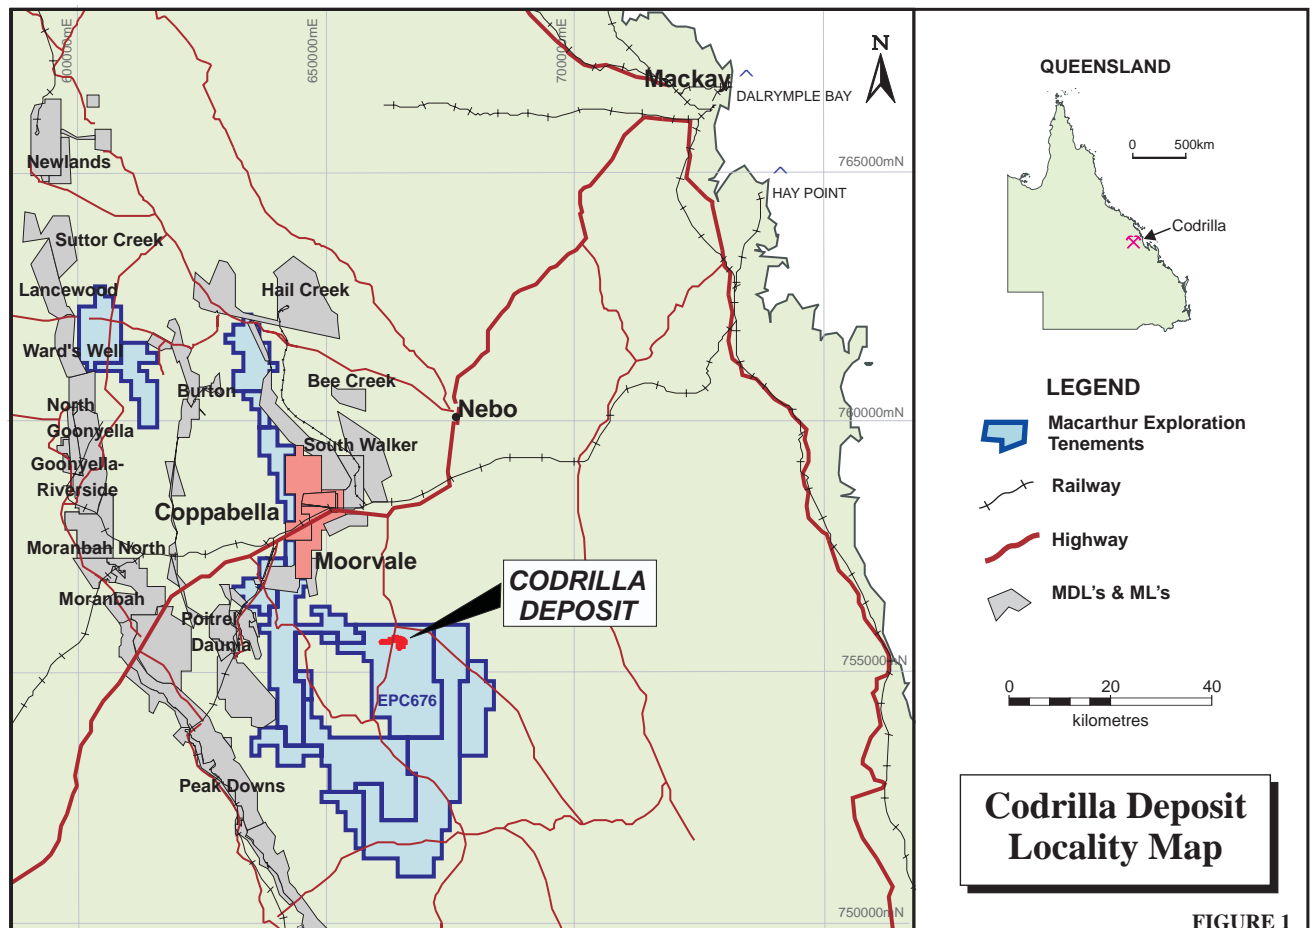 600000mE
650000mE
700000mE
N
Mackay
DALRYMPLE BAY
765000mN
HAY POINT
Newlands
Suttor Creek
Lancewood
Hail Creek
Ward's Well
Burton
Bee Creek
North
Goonyella
Nebo
760000mN
South Walker
Goonyella-
Riverside
Coppabella
Moranbah North
Moorvale
Moranbah
CODRILLA
DEPOSIT
Poitrel
Daunia
755000mN
EPC676
Peak Downs
750000mN
QUEENSLAND
0 500km
Codrilla
LEGEND
Macarthur Exploration
Tenements
Railway
Highway
MDL's & ML's
0 20 40
kilometres
Codrilla Deposit
Locality Map
FIGURE 1